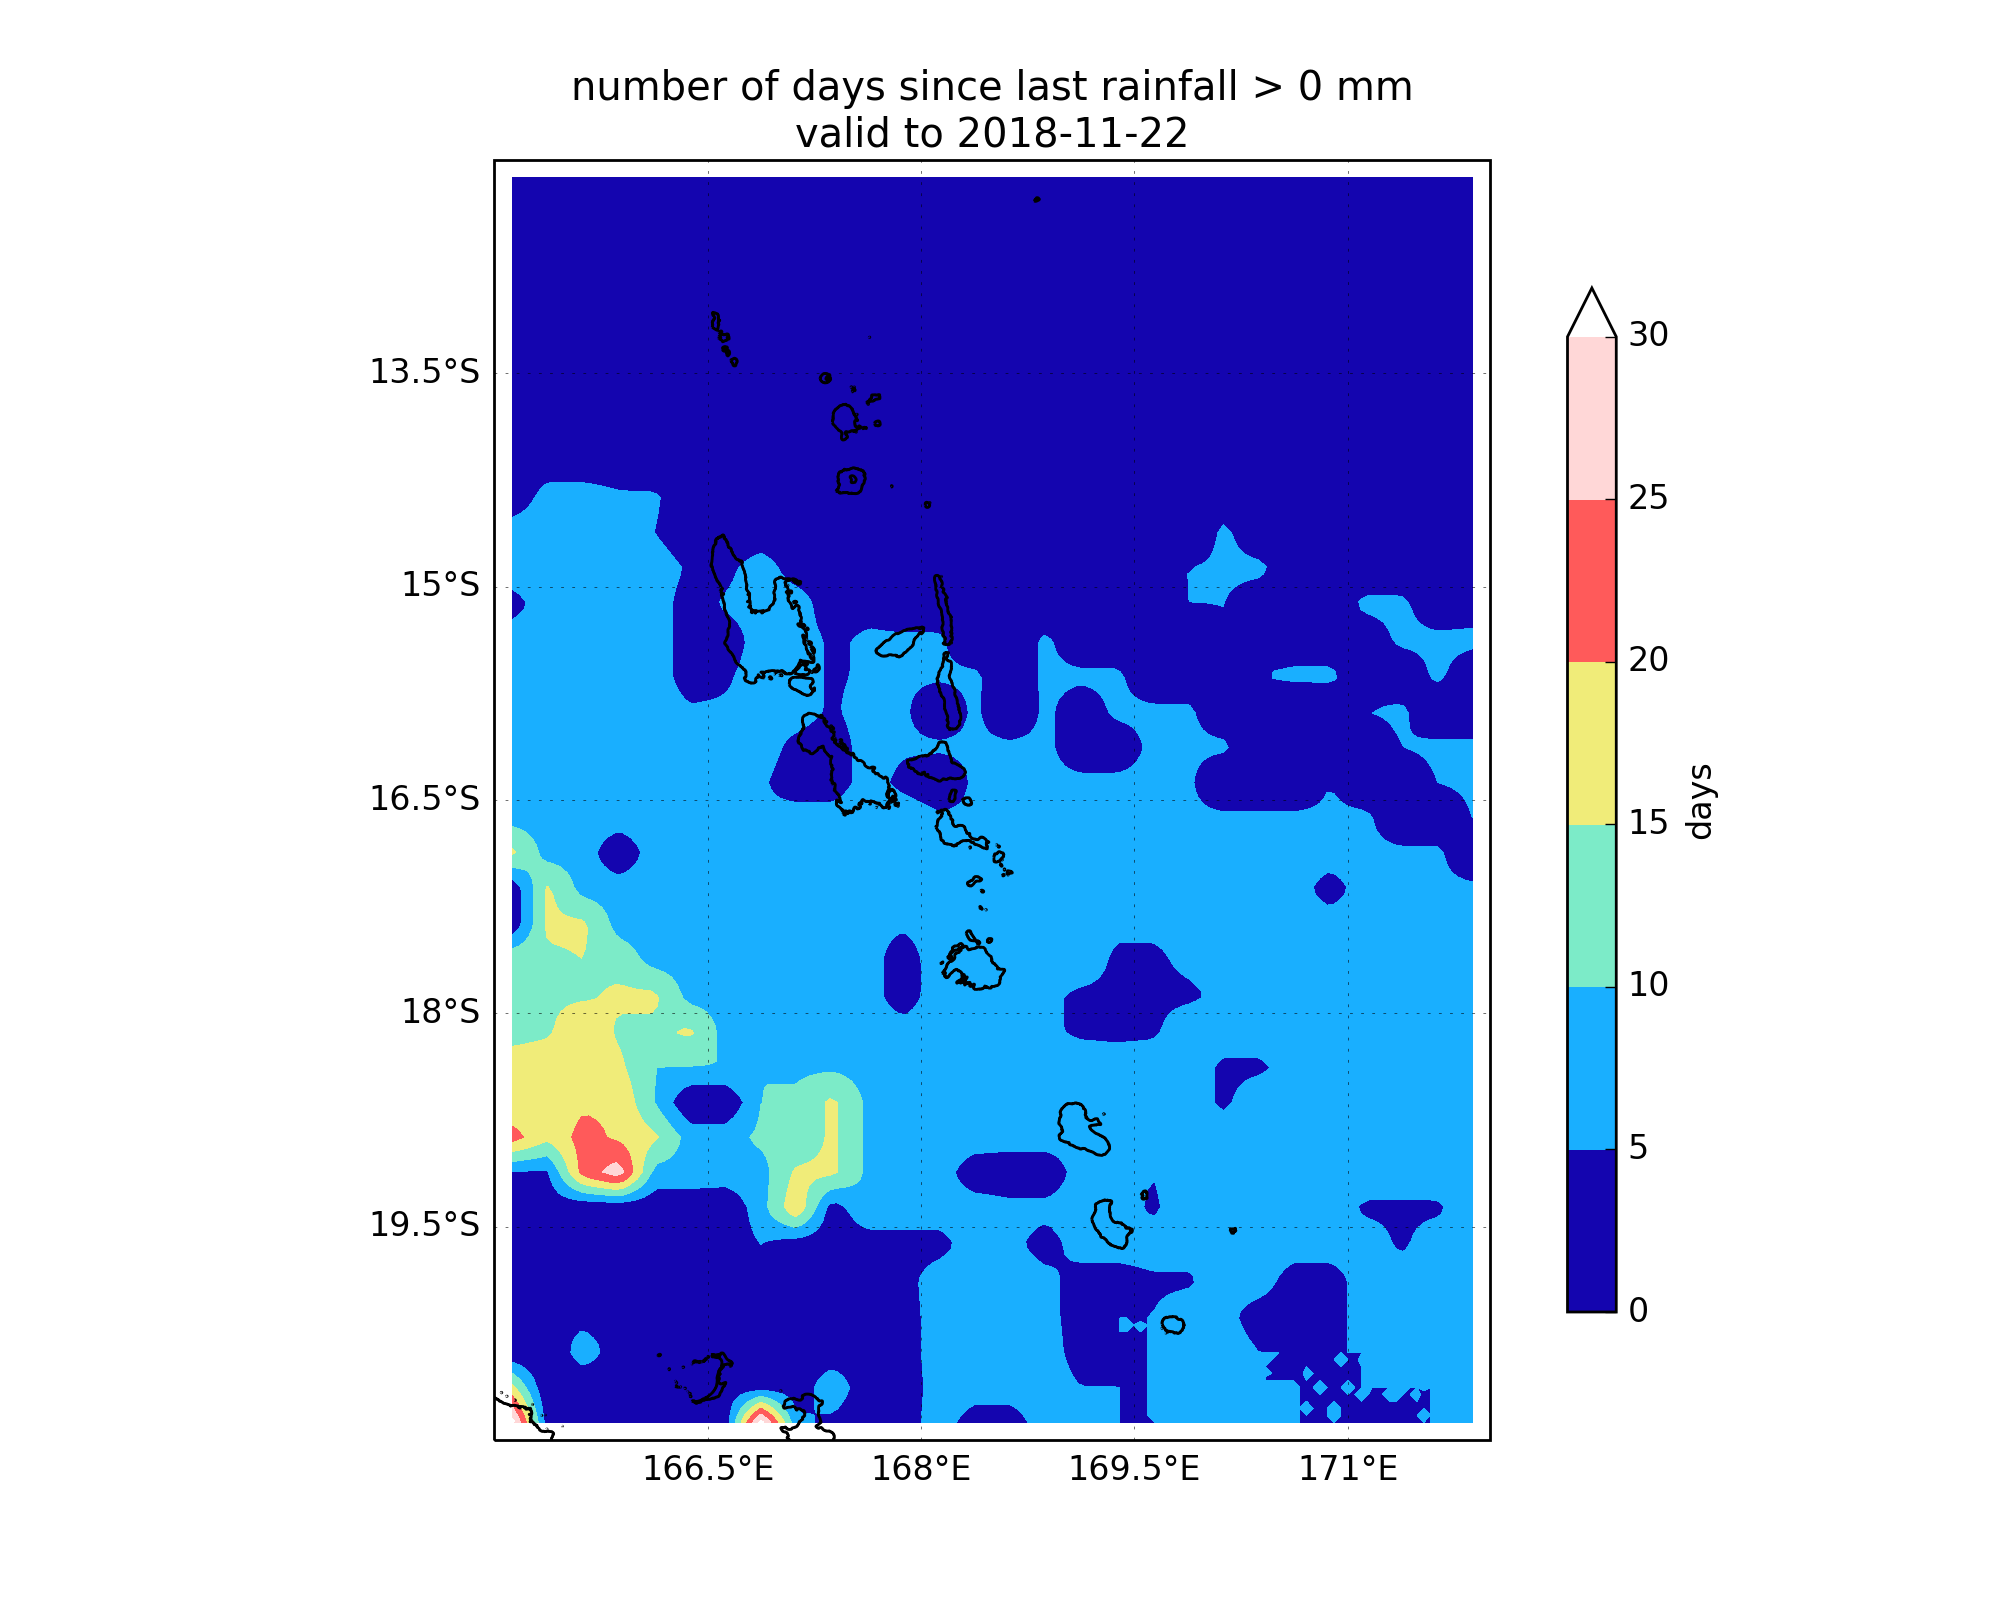 number of days since last rainfall > 0 mm
valid to 2018-11-22
13.5°S
15°S
16.5°S
18°S
19.5°S
166.5°E
168°E
169.5°E
171°E
30
25
20
15
10
5
0
days